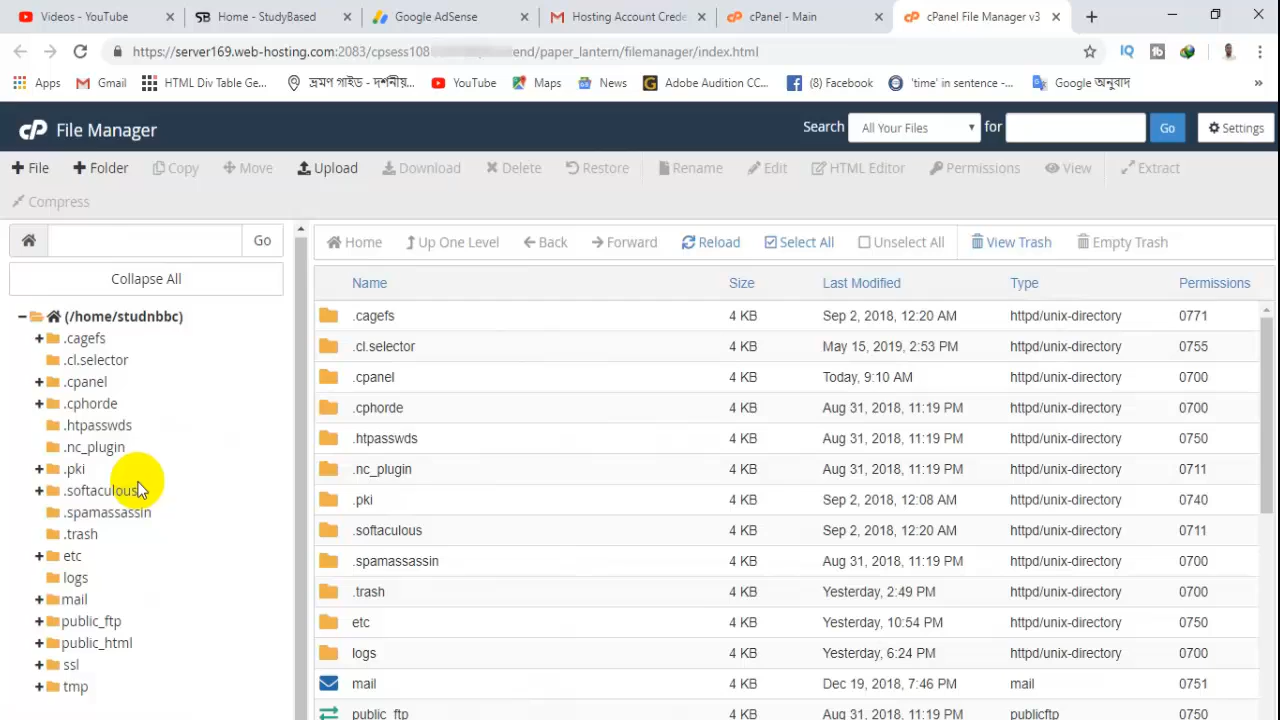 Videos - YouTube
Home - StudyBased
Google AdSense
Hosting Account Crede
cPanel - Main
cPanel File Manager v3
https://server169.web-hosting.com:2083/cpsess108 end/paper_lantern/filemanager/index.html
Apps Gmail HTML Div Table Ge... ভ্রমণ গাইড - দর্শনীয়... YouTube Maps News Adobe Audition CC... (8) Facebook 'time' in sentence -... Google অনুবাদ »
cP File Manager
Search All Your Files for Go Settings
File Folder Copy Move Upload Download Delete Restore Rename Edit HTML Editor Permissions View Extract
Compress
Go
Collapse All
(/home/studnbbc)
.cagefs
.cl.selector
.cpanel
.cphorde
.htpasswds
.nc_plugin
.pki
.softaculous
.spamassassin
.trash
etc
logs
mail
public_ftp
public_html
ssl
tmp
Home Up One Level Back Forward Reload Select All Unselect All View Trash Empty Trash
Name Size Last Modified Type Permissions
.cagefs 4 KB Sep 2, 2018, 12:20 AM httpd/unix-directory 0771
.cl.selector 4 KB May 15, 2019, 2:53 PM httpd/unix-directory 0755
.cpanel 4 KB Today, 9:10 AM httpd/unix-directory 0700
.cphorde 4 KB Aug 31, 2018, 11:19 PM httpd/unix-directory 0700
.htpasswds 4 KB Aug 31, 2018, 11:19 PM httpd/unix-directory 0750
.nc_plugin 4 KB Aug 31, 2018, 11:19 PM httpd/unix-directory 0711
.pki 4 KB Sep 2, 2018, 12:08 AM httpd/unix-directory 0740
.softaculous 4 KB Sep 2, 2018, 12:20 AM httpd/unix-directory 0711
.spamassassin 4 KB Aug 31, 2018, 11:19 PM httpd/unix-directory 0700
.trash 4 KB Yesterday, 2:49 PM httpd/unix-directory 0700
etc 4 KB Yesterday, 10:54 PM httpd/unix-directory 0750
logs 4 KB Yesterday, 6:24 PM httpd/unix-directory 0700
mail 4 KB Dec 19, 2018, 7:46 PM mail 0751
public_ftp 4 KB Aug 31, 2018, 11:19 PM publicftp 0750